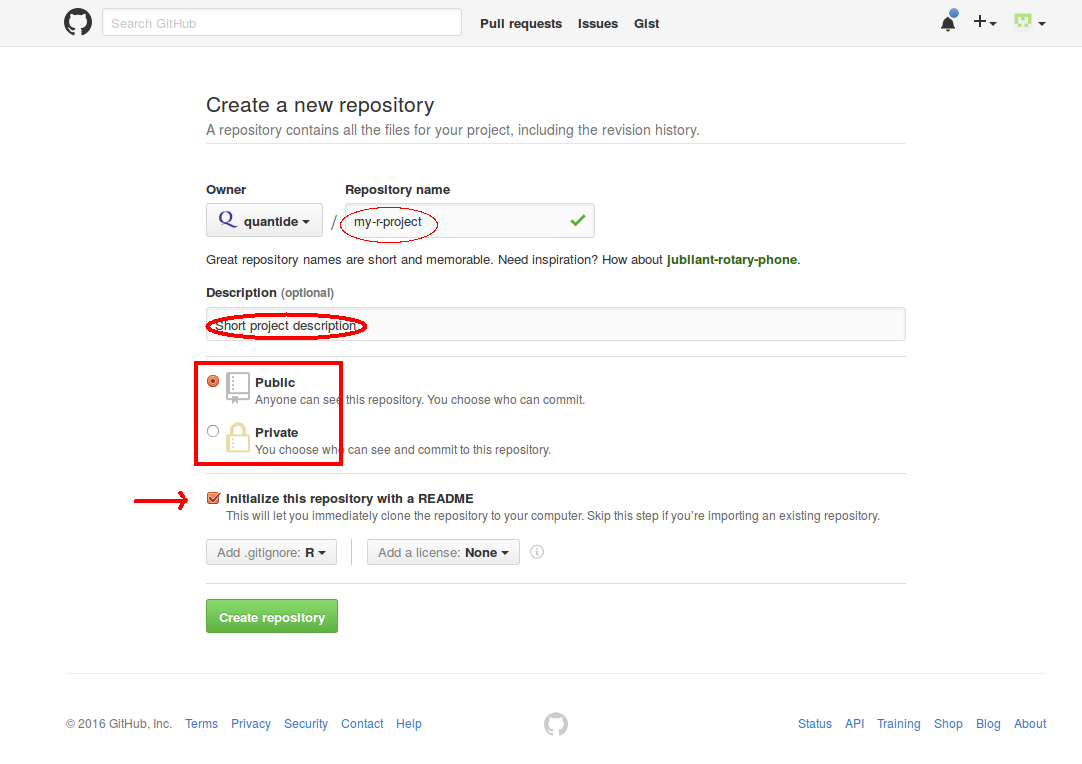 Search GitHub Pull requests Issues Gist
Create a new repository
A repository contains all the files for your project, including the revision history.
Owner Repository name
quantide / my-r-project
Great repository names are short and memorable. Need inspiration? How about jubilant-rotary-phone.
Description (optional)
Short project description
Public
Anyone can see this repository. You choose who can commit.
Private
You choose who can see and commit to this repository.
Initialize this repository with a README
This will let you immediately clone the repository to your computer. Skip this step if you’re importing an existing repository.
Add .gitignore: R Add a license: None
Create repository
© 2016 GitHub, Inc. Terms Privacy Security Contact Help Status API Training Shop Blog About